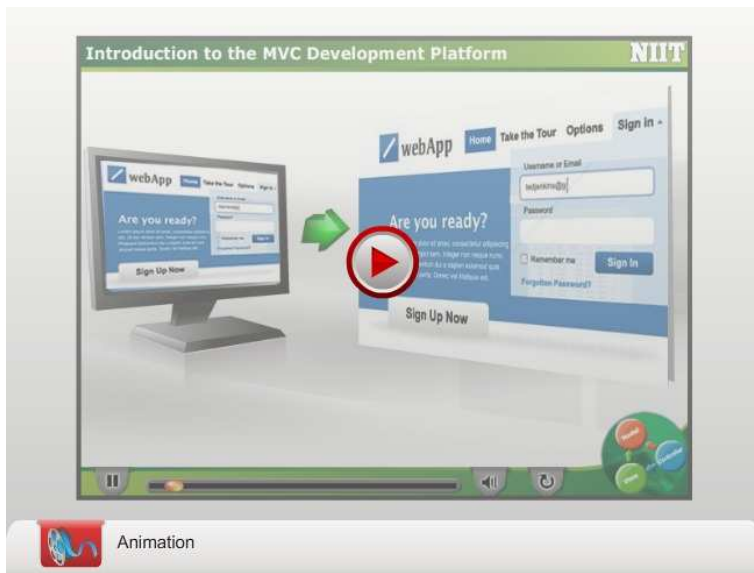 Introduction to the MVC Development Platform
NIIT
webApp Home Take the Tour Options Sign in
Are you ready?
Sign Up Now
webApp Home Take the Tour Options Sign in
Username or Email
Password
Remember me Sign In
Forgotten Password?
Are you ready?
Sign Up Now
Model
View
Controller
Animation